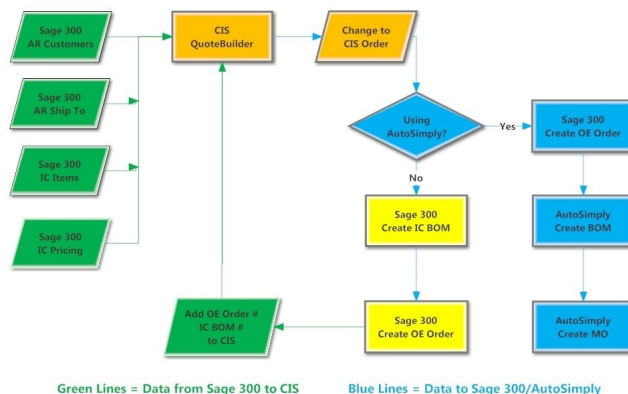 Sage 300
AR Customers
CIS
QuoteBuilder
Change to
CIS Order
Sage 300
AR Ship To
Using
AutoSimply?
Yes
Sage 300
Create OE Order
Sage 300
IC Items
No
Sage 300
Create IC BOM
AutoSimply
Create BOM
Sage 300
IC Pricing
Add OE Order #
IC BOM #
to CIS
Sage 300
Create OE Order
AutoSimply
Create MO
Green Lines = Data from Sage 300 to CIS
Blue Lines = Data to Sage 300/AutoSimply